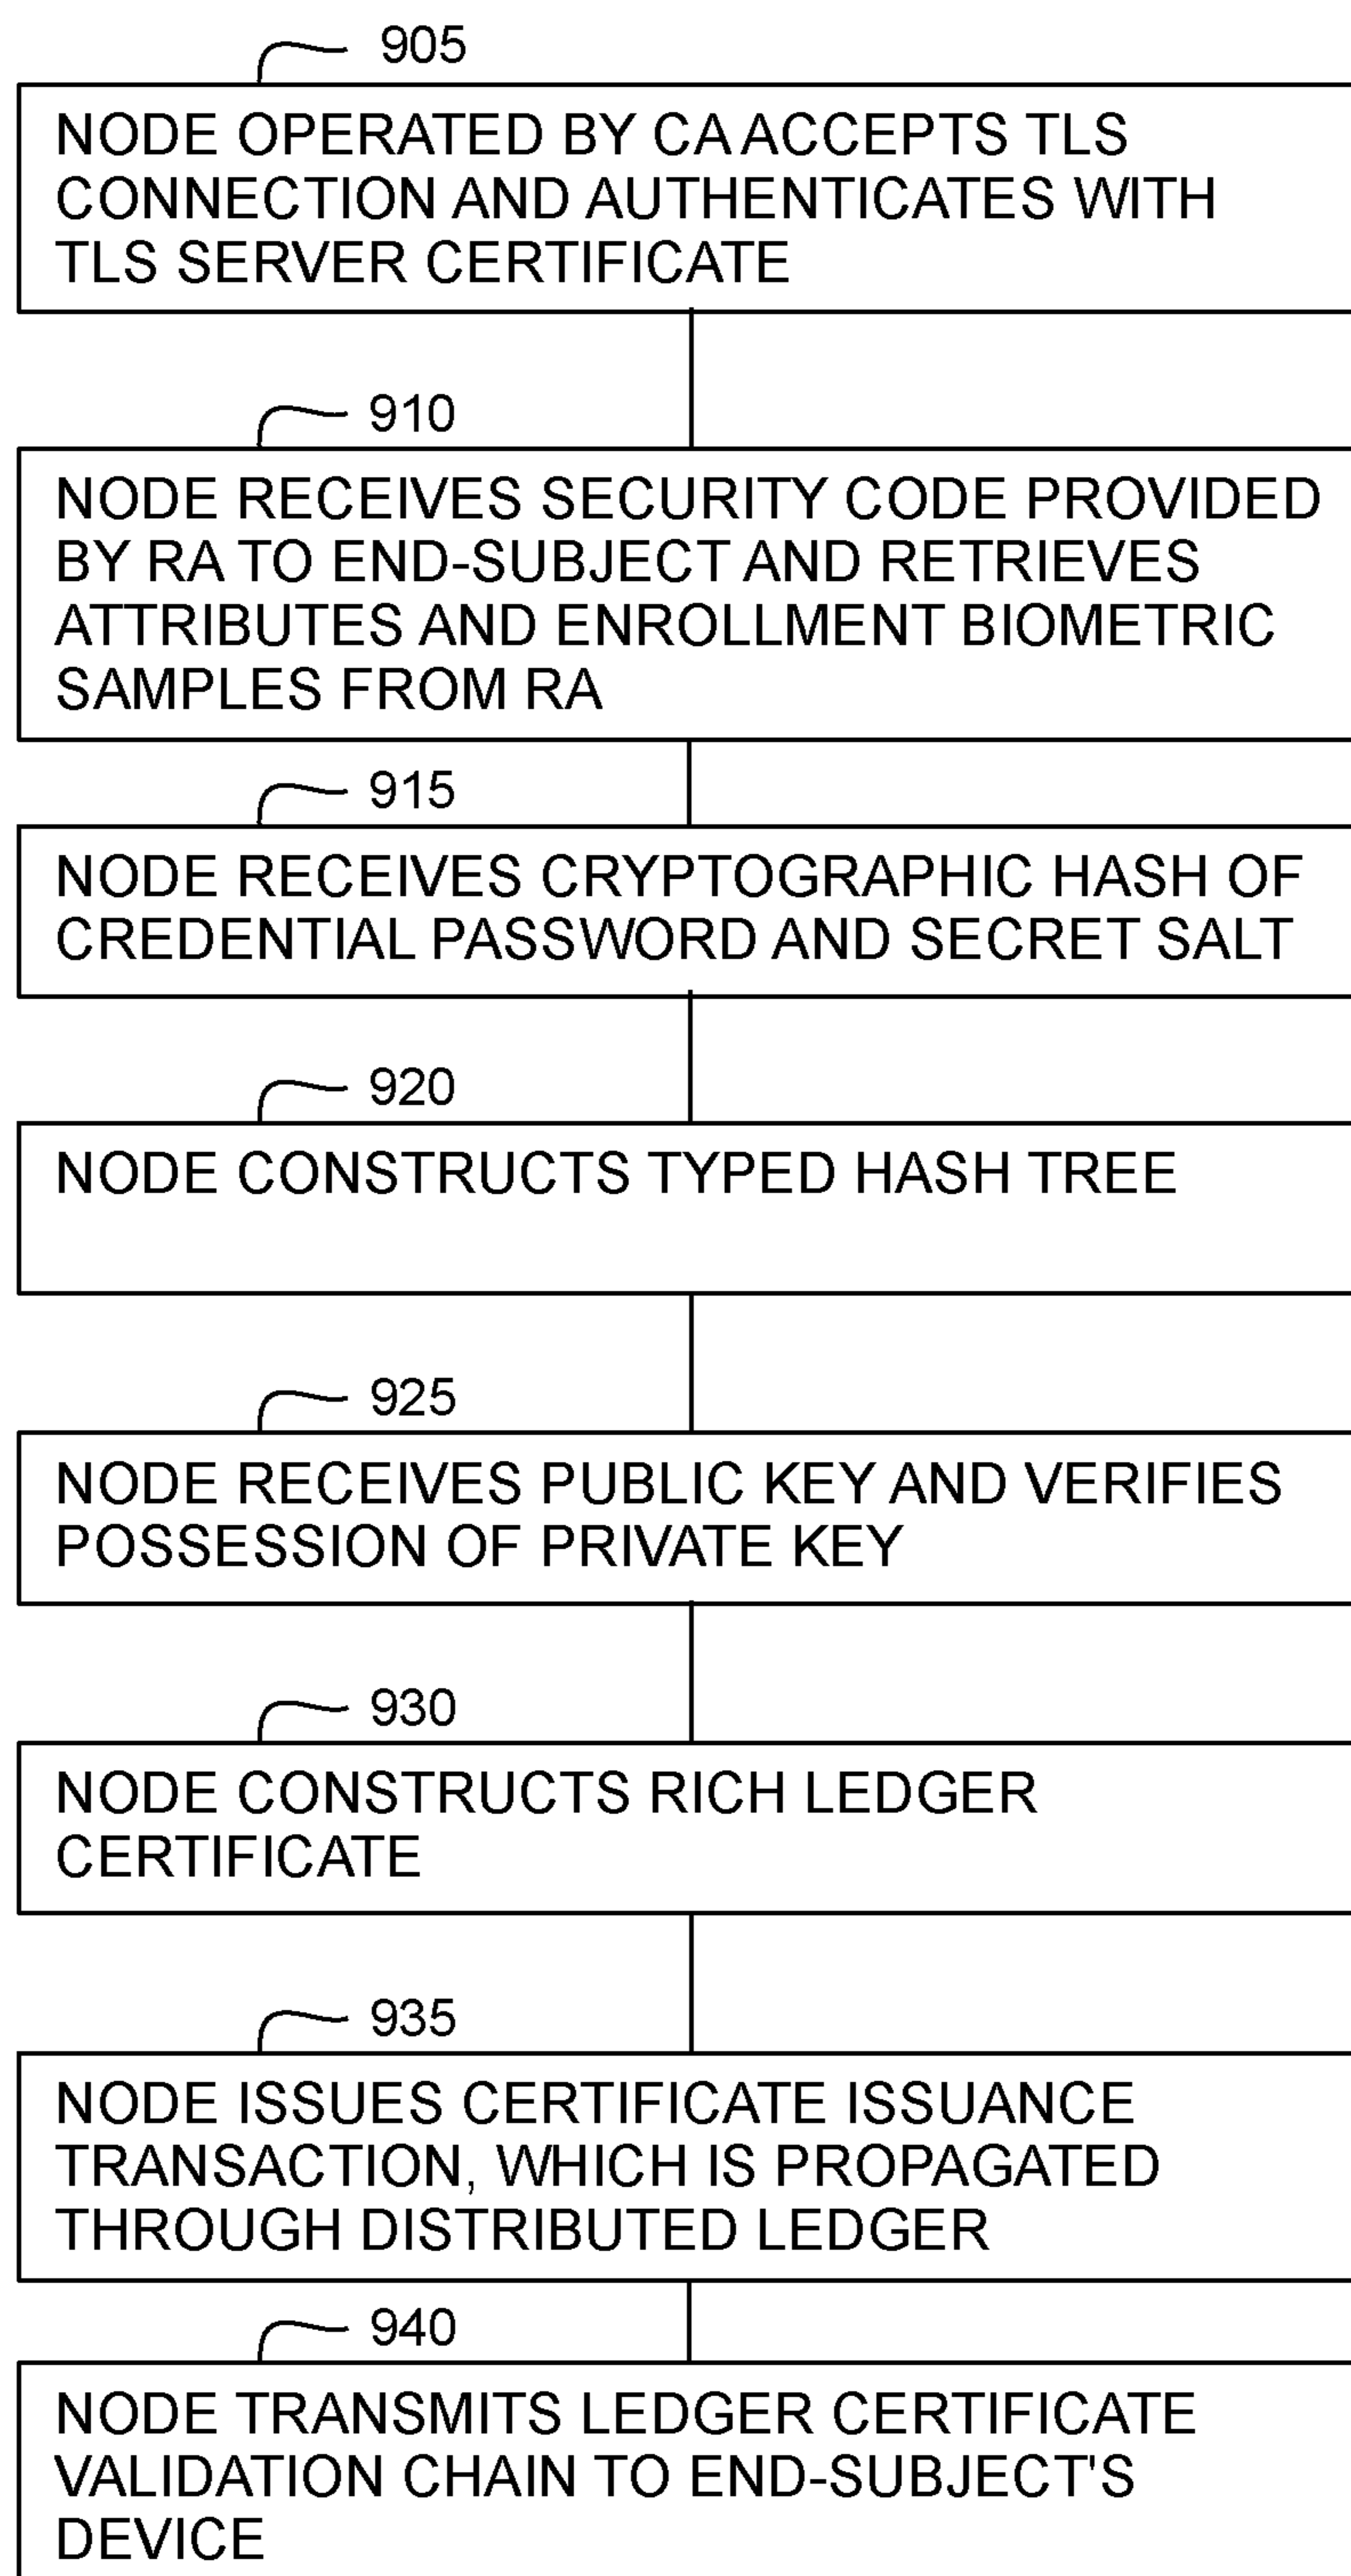 905
NODE OPERATED BY CA ACCEPTS TLS
CONNECTION AND AUTHENTICATES WITH
TLS SERVER CERTIFICATE
910
NODE RECEIVES SECURITY CODE PROVIDED
BY RA TO END-SUBJECT AND RETRIEVES
ATTRIBUTES AND ENROLLMENT BIOMETRIC
SAMPLES FROM RA
915
NODE RECEIVES CRYPTOGRAPHIC HASH OF
CREDENTIAL PASSWORD AND SECRET SALT
920
NODE CONSTRUCTS TYPED HASH TREE
925
NODE RECEIVES PUBLIC KEY AND VERIFIES
POSSESSION OF PRIVATE KEY
930
NODE CONSTRUCTS RICH LEDGER
CERTIFICATE
935
NODE ISSUES CERTIFICATE ISSUANCE
TRANSACTION, WHICH IS PROPAGATED
THROUGH DISTRIBUTED LEDGER
940
NODE TRANSMITS LEDGER CERTIFICATE
VALIDATION CHAIN TO END-SUBJECT'S
DEVICE